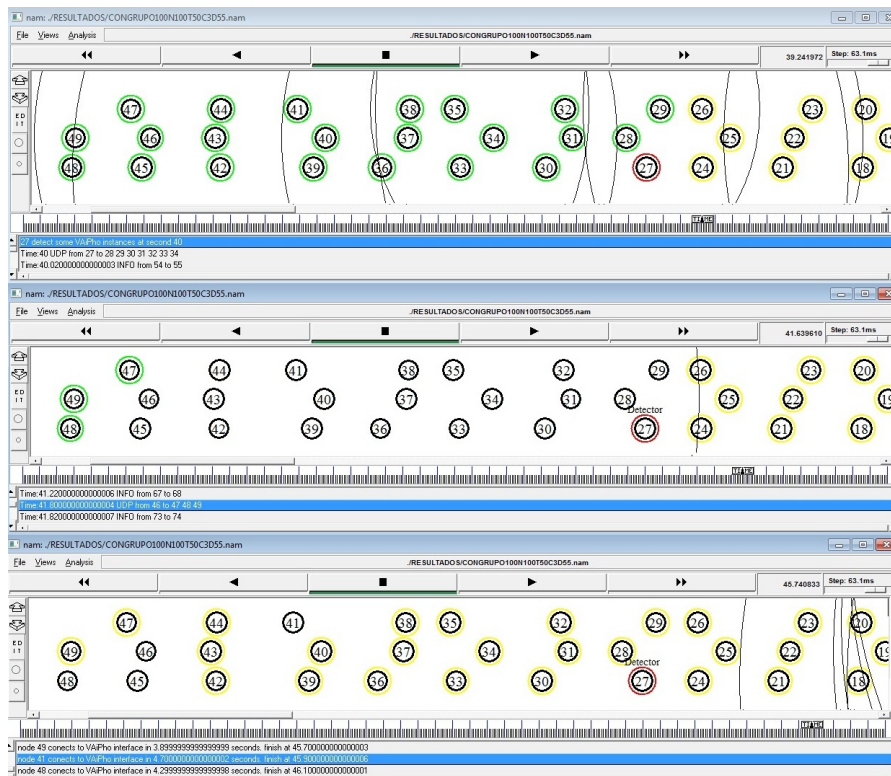 nam: ./RESULTADOS/CONGRUPO100N100T50C3D55.nam
File Views Analysis ./RESULTADOS/CONGRUPO100N100T50C3D55.nam
39.241972 Step: 63.1ms
E D I T
47 44 41 38 35 32 29 26 23 20
49 46 43 40 37 34 31 28 25 22 19
48 45 42 39 36 33 30 27 24 21 18
27 detect some VAiPho instances at second 40
Time:40 UDP from 27 to 28 29 30 31 32 33 34
Time:40.020000000000003 INFO from 54 to 55
nam: ./RESULTADOS/CONGRUPO100N100T50C3D55.nam
File Views Analysis ./RESULTADOS/CONGRUPO100N100T50C3D55.nam
41.639610 Step: 63.1ms
E D I T
47 44 41 38 35 32 29 26 23 20
49 46 43 40 37 34 31 28 25 22 19
Detector
48 45 42 39 36 33 30 27 24 21 18
Time:41.220000000000006 INFO from 67 to 68
Time:41.800000000000004 UDP from 46 to 47 48 49
Time:41.820000000000007 INFO from 73 to 74
nam: ./RESULTADOS/CONGRUPO100N100T50C3D55.nam
File Views Analysis ./RESULTADOS/CONGRUPO100N100T50C3D55.nam
45.740833 Step: 63.1ms
E D I T
47 44 41 38 35 32 29 26 23 20
49 46 43 40 37 34 31 28 25 22 19
Detector
48 45 42 39 36 33 30 27 24 21 18
node 49 conects to VAiPho interface in 3.8999999999999999 seconds. finish at 45.700000000000003
node 41 conects to VAiPho interface in 4.7000000000000002 seconds. finish at 45.900000000000006
node 48 conects to VAiPho interface in 4.2999999999999998 seconds. finish at 46.100000000000001